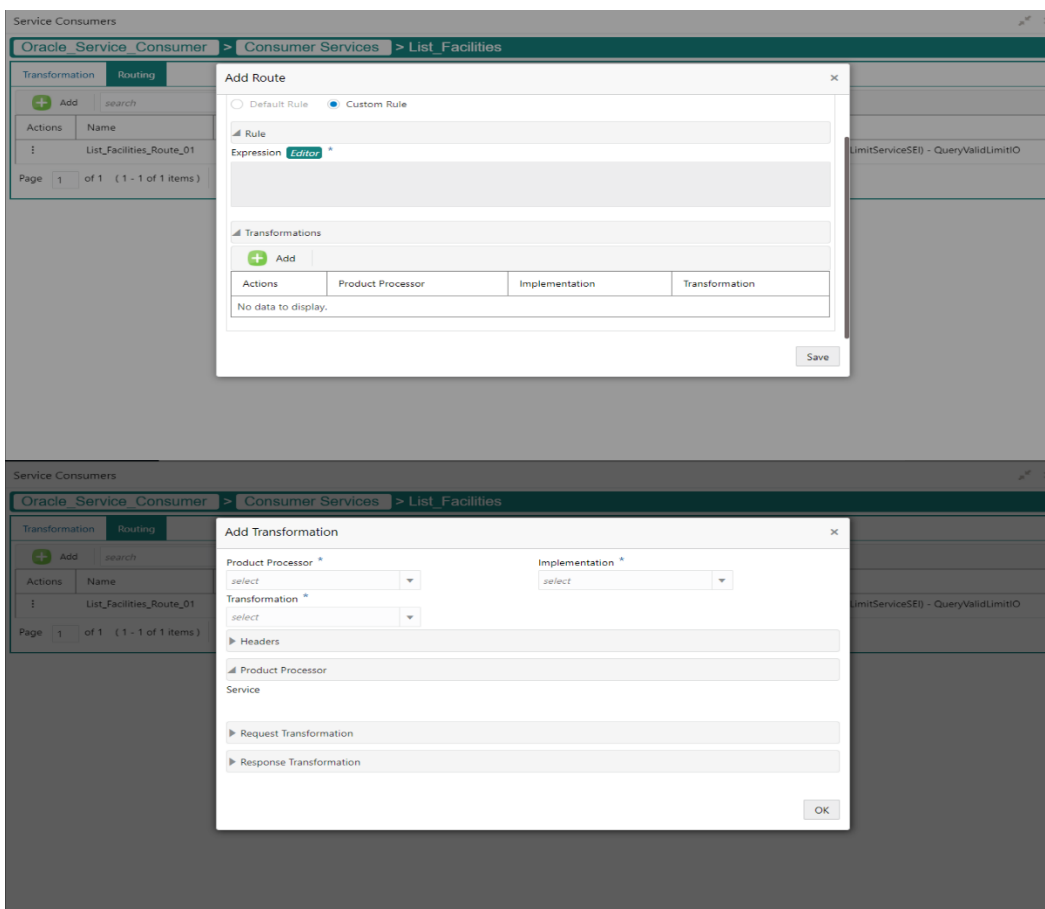 Service Consumers
Oracle_Service_Consumer > Consumer Services > List_Facilities
Transformation Routing
Add Route ×
Add search
Default Rule Custom Rule
Actions Name
Rule
List_Facilities_Route_01
Expression Editor *
LimitServiceSEI) - QueryValidLimitIO
Page 1 of 1 ( 1 - 1 of 1 items )
Transformations
Add
Actions Product Processor Implementation Transformation
No data to display.
Save
Service Consumers
Oracle_Service_Consumer > Consumer Services > List_Facilities
Transformation Routing
Add Transformation ×
Add search
Product Processor * Implementation *
select select
Actions Name
Transformation *
List_Facilities_Route_01
LimitServiceSEI) - QueryValidLimitIO
select
Page 1 of 1 ( 1 - 1 of 1 items )
Headers
Product Processor
Service
Request Transformation
Response Transformation
OK